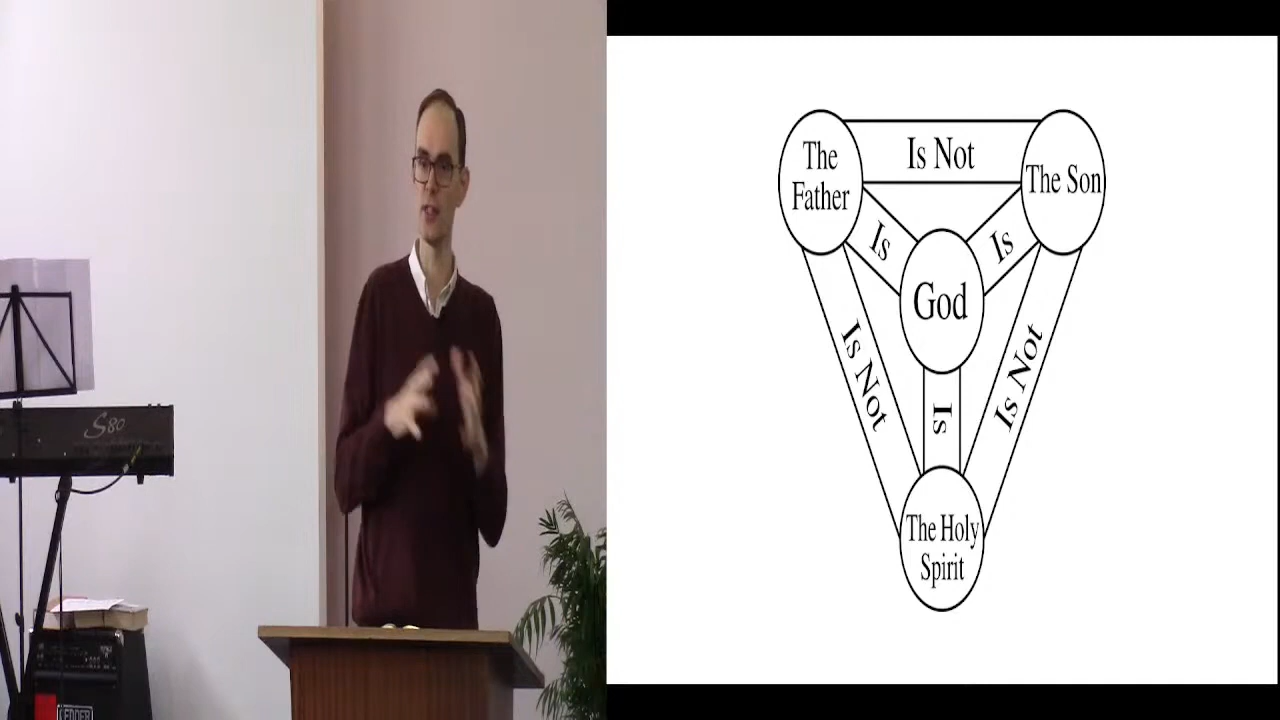 The
Father
Is Not
The Son
Is
Is
God
Is Not
Is
Is Not
The Holy
Spirit
S80